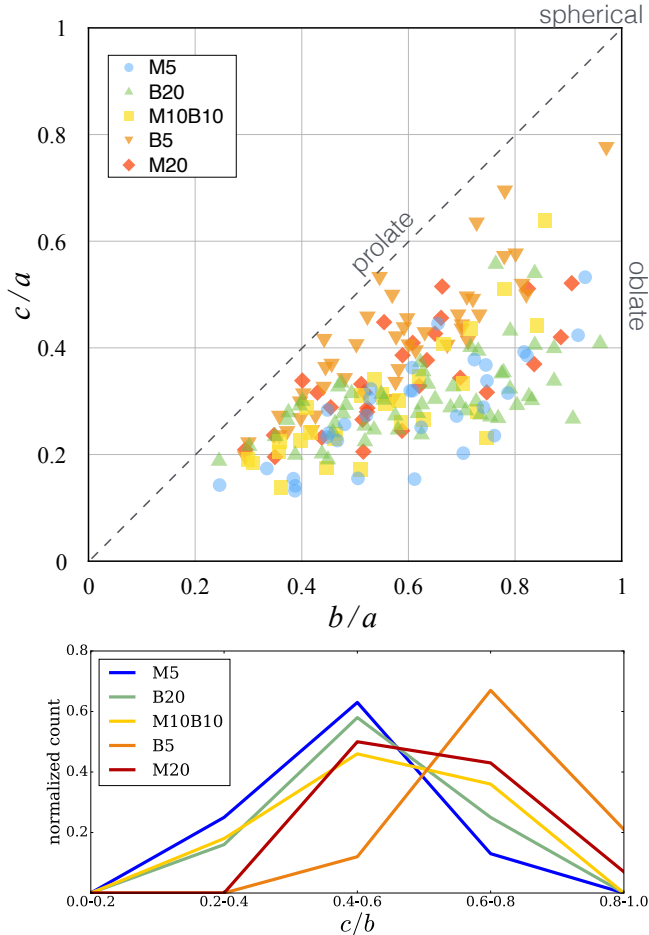 spherical
1
M5
B20
M10B10
B5
M20
0.8
prolate
0.6
c/a
oblate
0.4
0.2
0
0 0.2 0.4 0.6 0.8 1
b/a
0.8
M5
B20
M10B10
B5
M20
0.6
normalized count
0.4
0.2
0.0-0.2 0.2-0.4 0.4-0.6 0.6-0.8 0.8-1.0
c/b